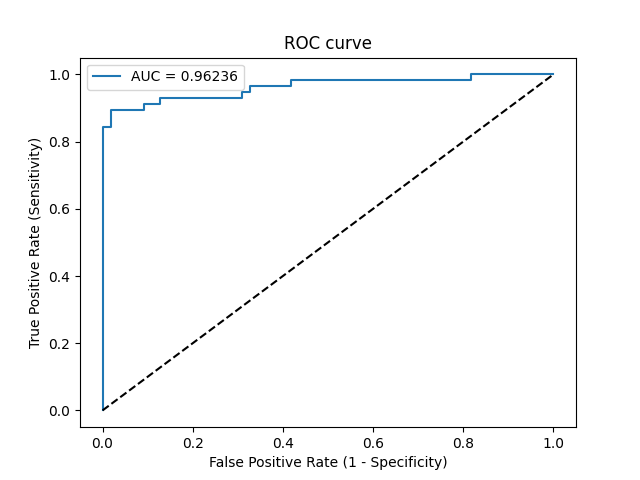 ROC curve
AUC = 0.96236
1.0
0.8
0.6
0.4
0.2
0.0
True Positive Rate (Sensitivity)
0.0 0.2 0.4 0.6 0.8 1.0
False Positive Rate (1 - Specificity)